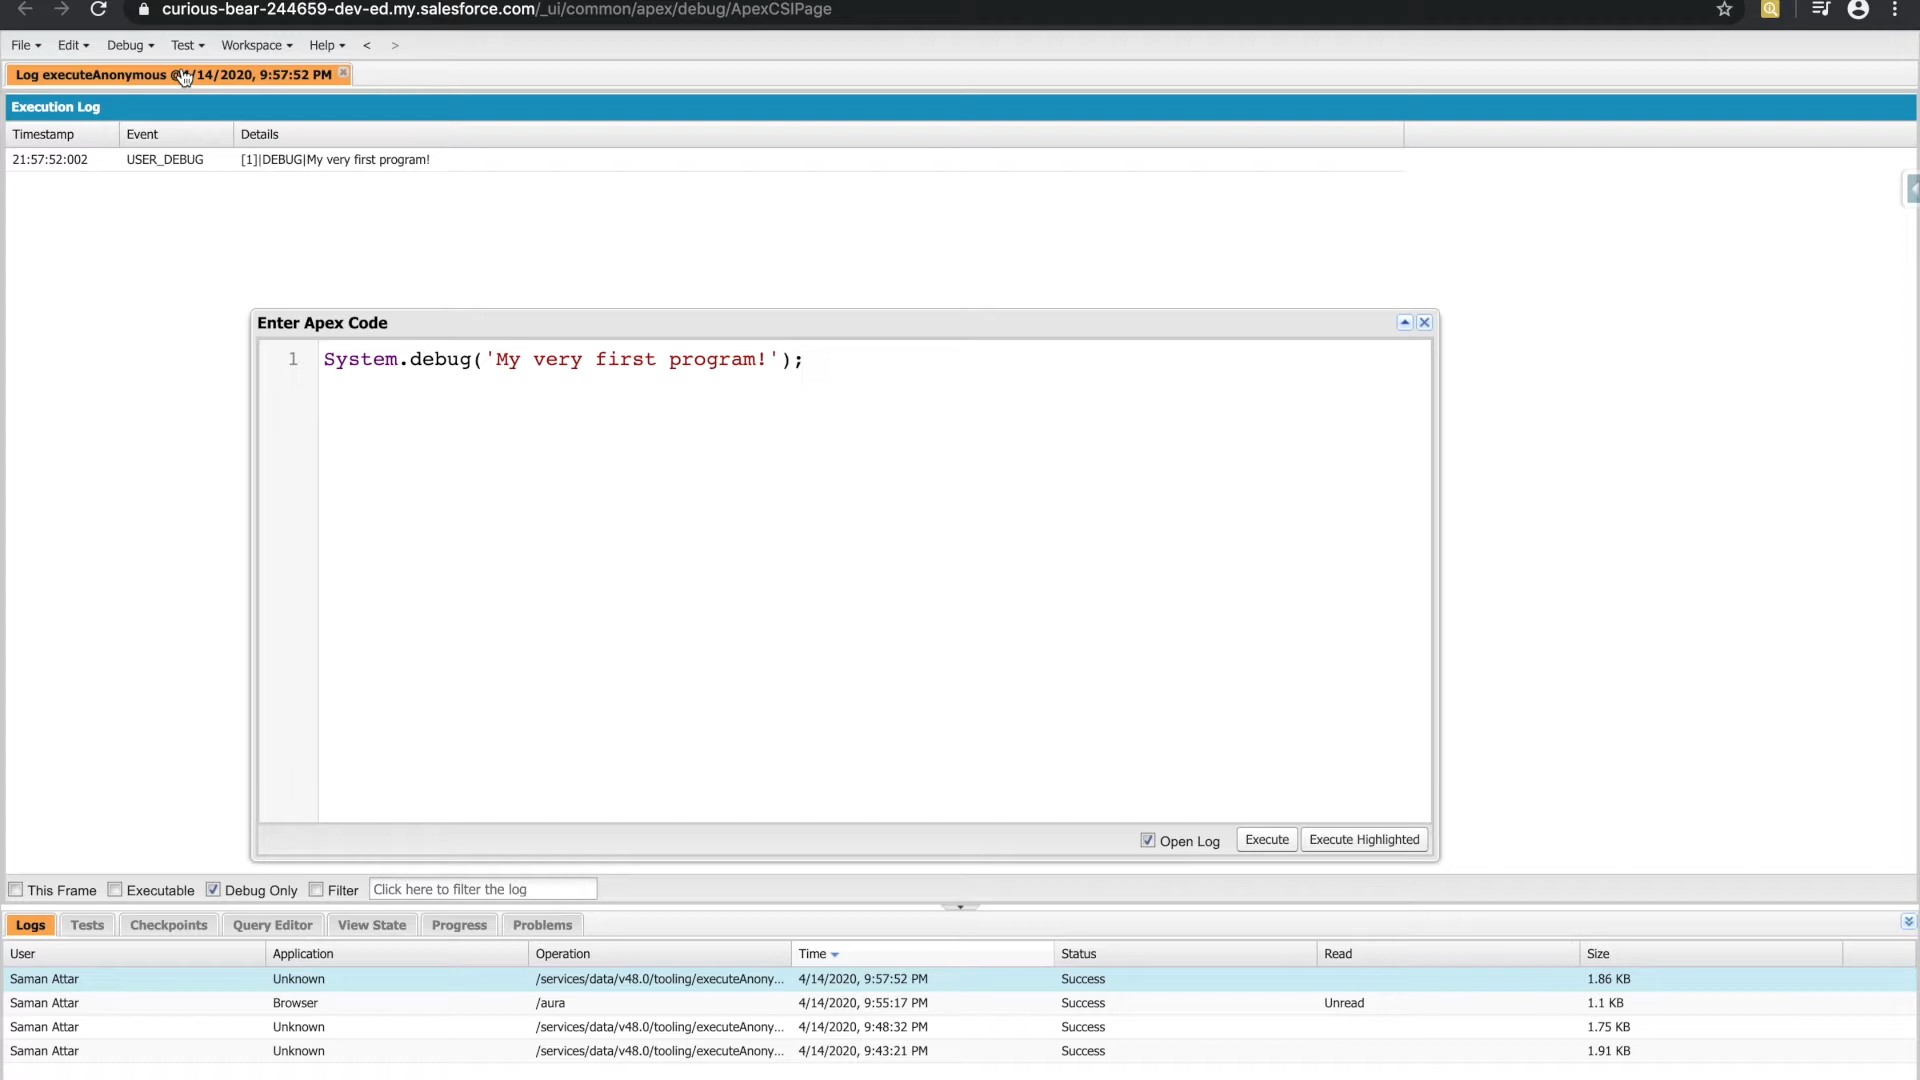 curious-bear-244659-dev-ed.my.salesforce.com/_ui/common/apex/debug/ApexCSIPage
File Edit Debug Test Workspace Help < >
Log executeAnonymous @4/14/2020, 9:57:52 PM
Execution Log
Timestamp Event Details
21:57:52:002 USER_DEBUG [1]|DEBUG|My very first program!
Enter Apex Code
1 System.debug('My very first program!');
Open Log Execute Execute Highlighted
This Frame Executable Debug Only Filter Click here to filter the log
Logs Tests Checkpoints Query Editor View State Progress Problems
User Application Operation Time Status Read Size
Saman Attar Unknown /services/data/v48.0/tooling/executeAnony... 4/14/2020, 9:57:52 PM Success 1.86 KB
Saman Attar Browser /aura 4/14/2020, 9:55:17 PM Success Unread 1.1 KB
Saman Attar Unknown /services/data/v48.0/tooling/executeAnony... 4/14/2020, 9:48:32 PM Success 1.75 KB
Saman Attar Unknown /services/data/v48.0/tooling/executeAnony... 4/14/2020, 9:43:21 PM Success 1.91 KB